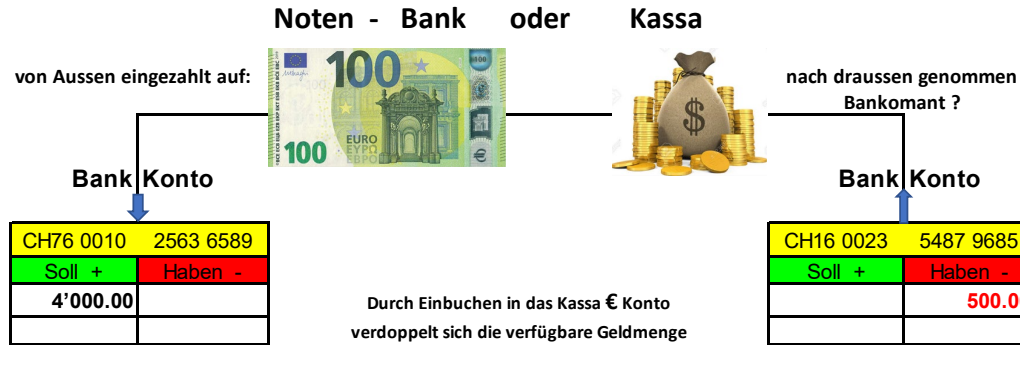 Noten - Bank oder Kassa
von Aussen eingezahlt auf:
100
EURO
ΕΥΡΩ
ЕВРО
100
€
$
nach draussen genommen
Bankomant ?
Bank Konto
CH76 0010 2563 6589
Soll + Haben -
4’000.00
Durch Einbuchen in das Kassa € Konto
verdoppelt sich die verfügbare Geldmenge
Bank Konto
CH16 0023 5487 9685
Soll + Haben -
500.0